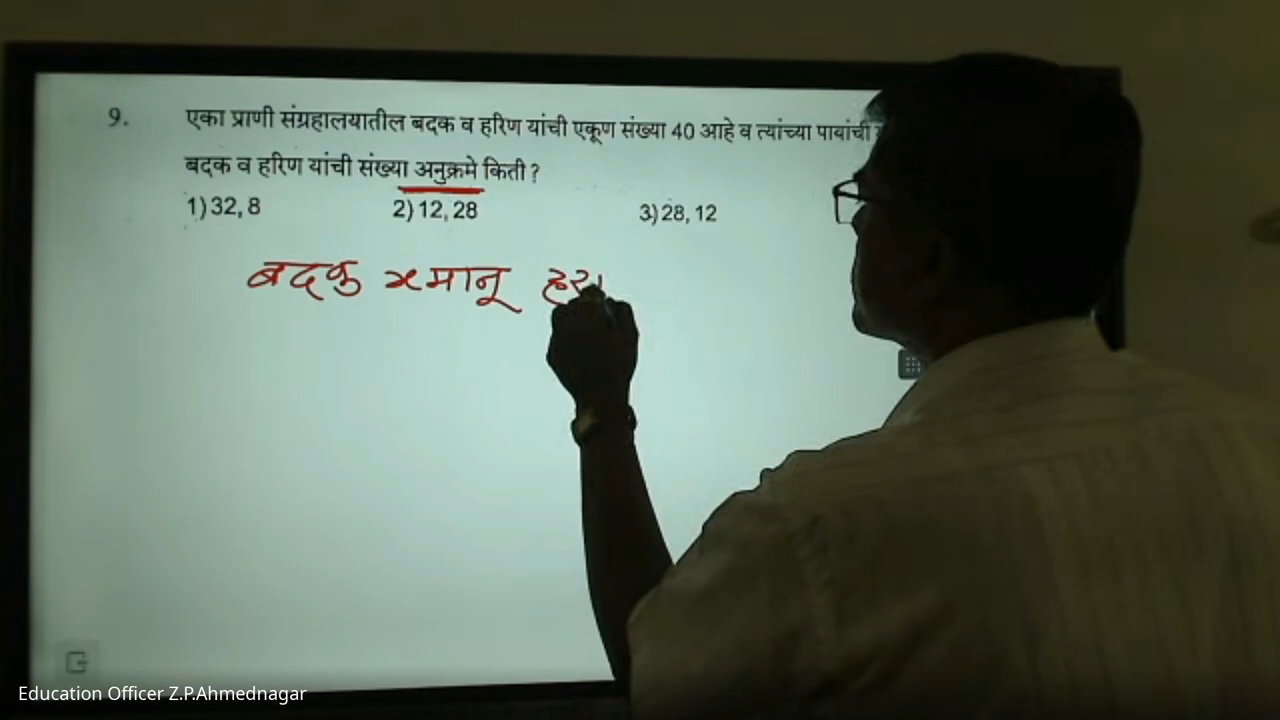 9. एका प्राणी संग्रहालयातील बदक व हरिण यांची एकूण संख्या 40 आहे व त्यांच्या पायांची
बदक व हरिण यांची संख्या अनुक्रमे किती ?
1) 32, 8 2) 12, 28 3) 28, 12
बदकु x मानू
Education Officer Z.P.Ahmednagar